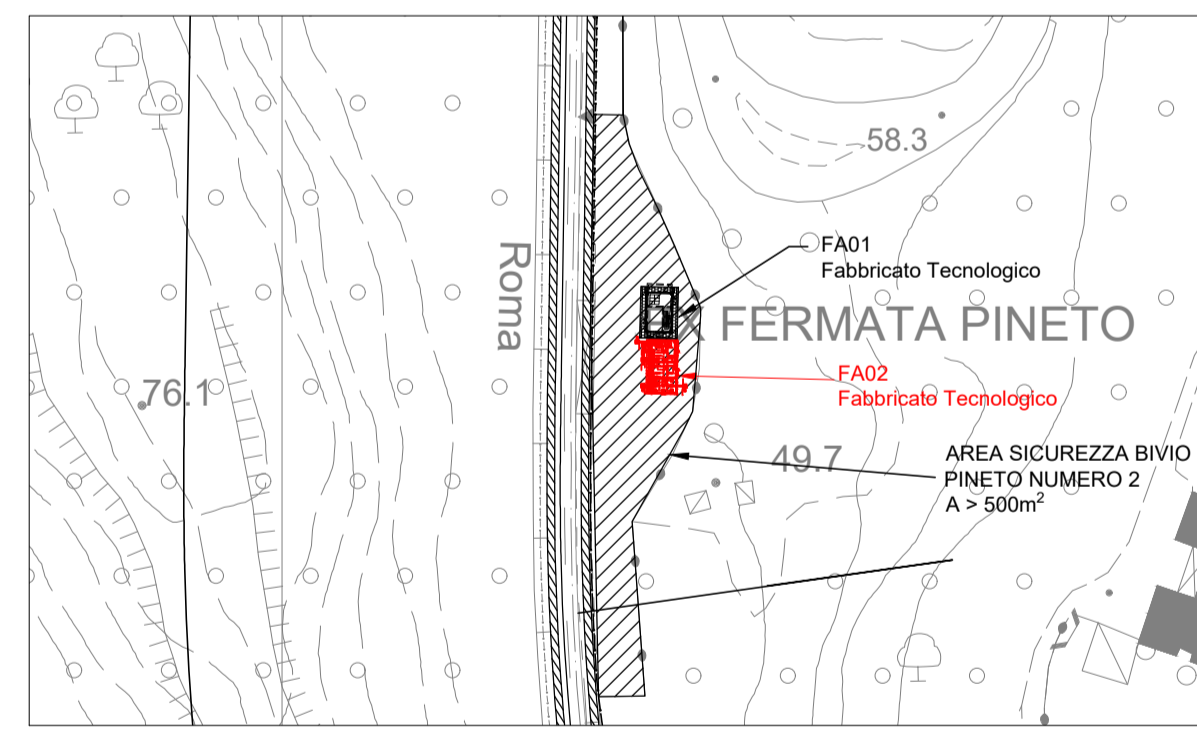 58.3
FA01
Fabbricato Tecnologico
Roma
X FERMATA PINETO
76.1
FA02
Fabbricato Tecnologico
49.7
AREA SICUREZZA BIVIO
PINETO NUMERO 2
A > 500m²